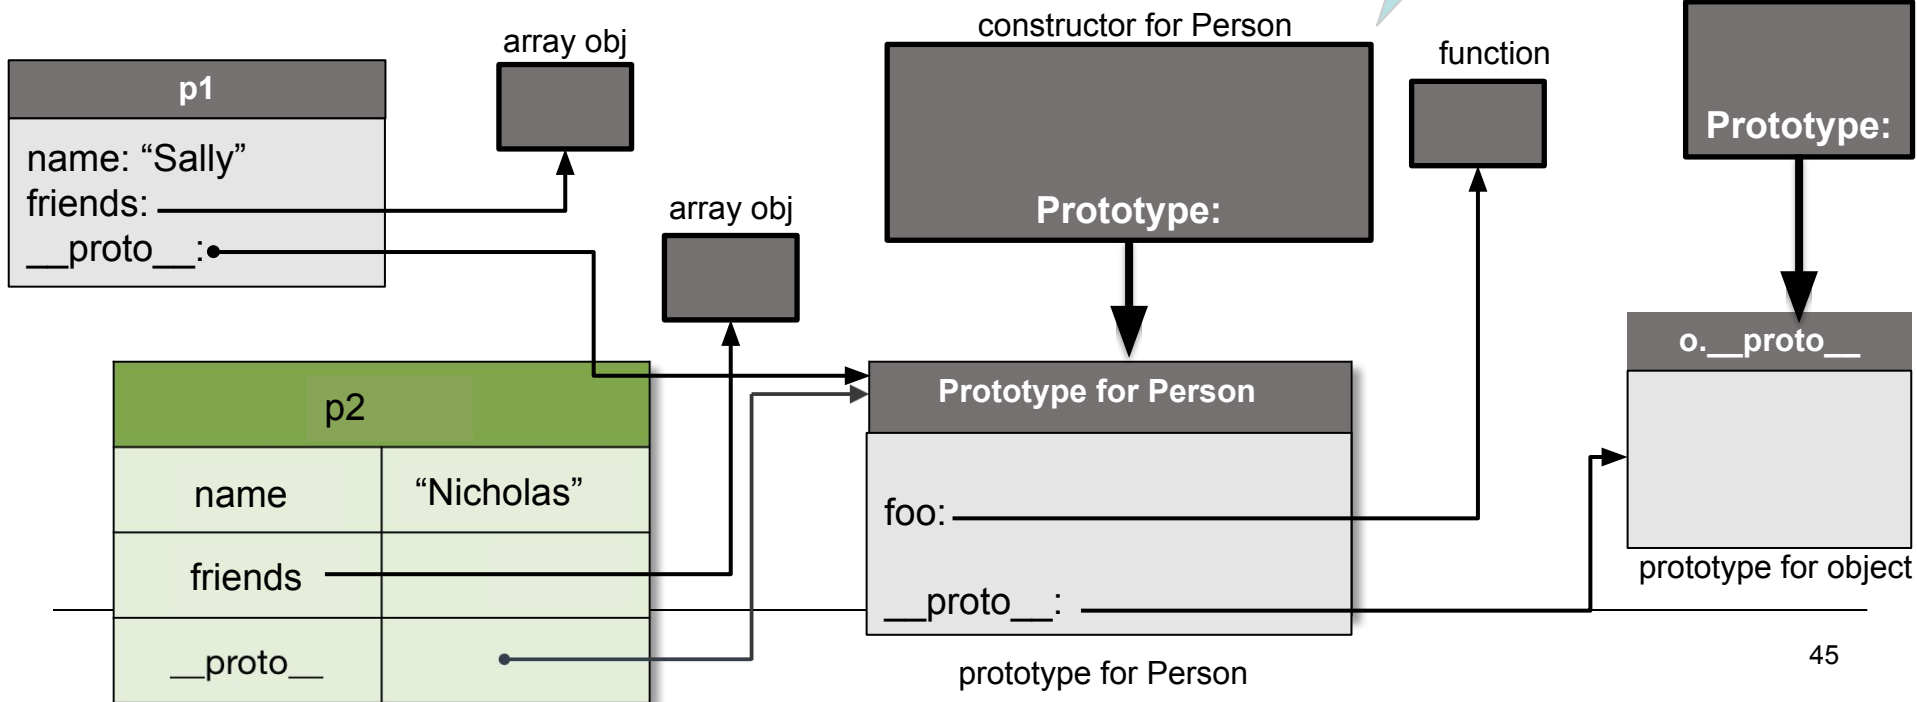 constructor for Person
array obj
function
p1
Prototype:
name: “Sally”
friends:
__proto__:
array obj
Prototype:
o.__proto__
Prototype for Person
p2
name
“Nicholas”
foo:
friends
prototype for object
__proto__:
__proto__
prototype for Person
45